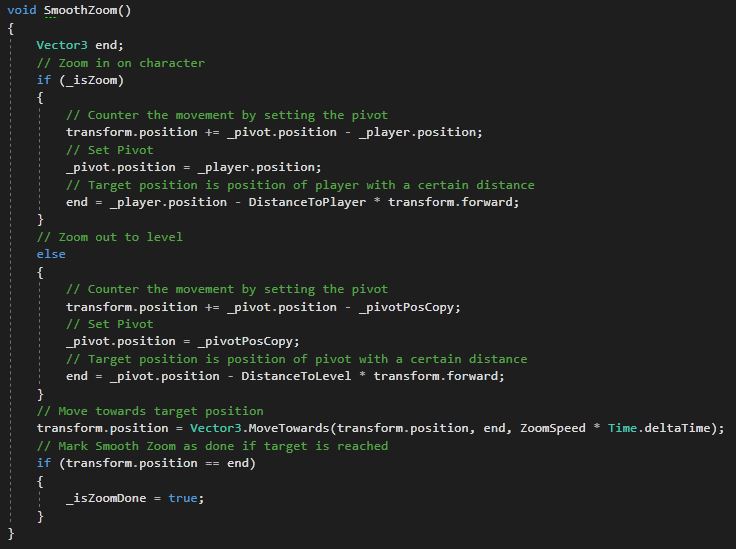 void SmoothZoom()
{
Vector3 end;
// Zoom in on character
if (_isZoom)
{
// Counter the movement by setting the pivot
transform.position += _pivot.position - _player.position;
// Set Pivot
_pivot.position = _player.position;
// Target position is position of player with a certain distance
end = _player.position - DistanceToPlayer * transform.forward;
}
// Zoom out to level
else
{
// Counter the movement by setting the pivot
transform.position += _pivot.position - _pivotPosCopy;
// Set Pivot
_pivot.position = _pivotPosCopy;
// Target position is position of pivot with a certain distance
end = _pivot.position - DistanceToLevel * transform.forward;
}
// Move towards target position
transform.position = Vector3.MoveTowards(transform.position, end, ZoomSpeed * Time.deltaTime);
// Mark Smooth Zoom as done if target is reached
if (transform.position == end)
{
_isZoomDone = true;
}
}